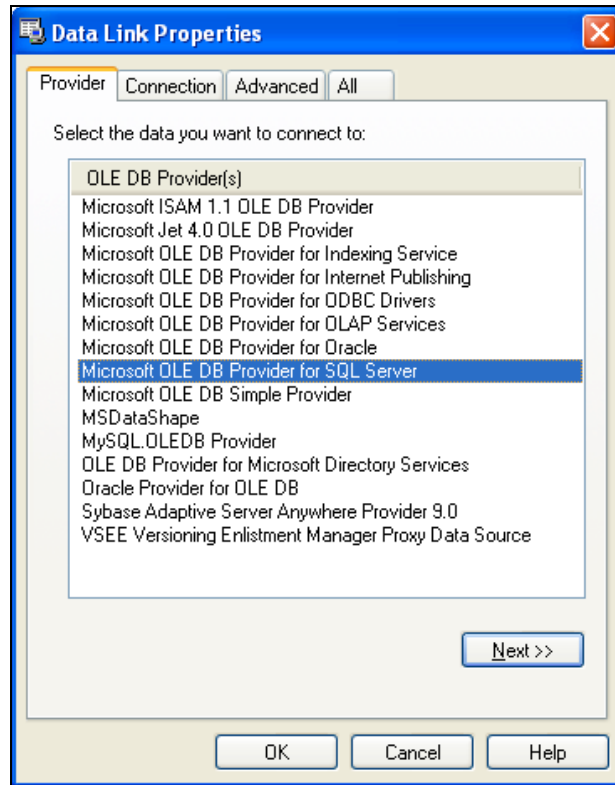 Data Link Properties
Provider Connection Advanced All
Select the data you want to connect to:
OLE DB Provider(s)
Microsoft ISAM 1.1 OLE DB Provider
Microsoft Jet 4.0 OLE DB Provider
Microsoft OLE DB Provider for Indexing Service
Microsoft OLE DB Provider for Internet Publishing
Microsoft OLE DB Provider for ODBC Drivers
Microsoft OLE DB Provider for OLAP Services
Microsoft OLE DB Provider for Oracle
Microsoft OLE DB Provider for SQL Server
Microsoft OLE DB Simple Provider
MSDataShape
MySQL.OLEDB Provider
OLE DB Provider for Microsoft Directory Services
Oracle Provider for OLE DB
Sybase Adaptive Server Anywhere Provider 9.0
VSEE Versioning Enlistment Manager Proxy Data Source
Next >>
OK Cancel Help